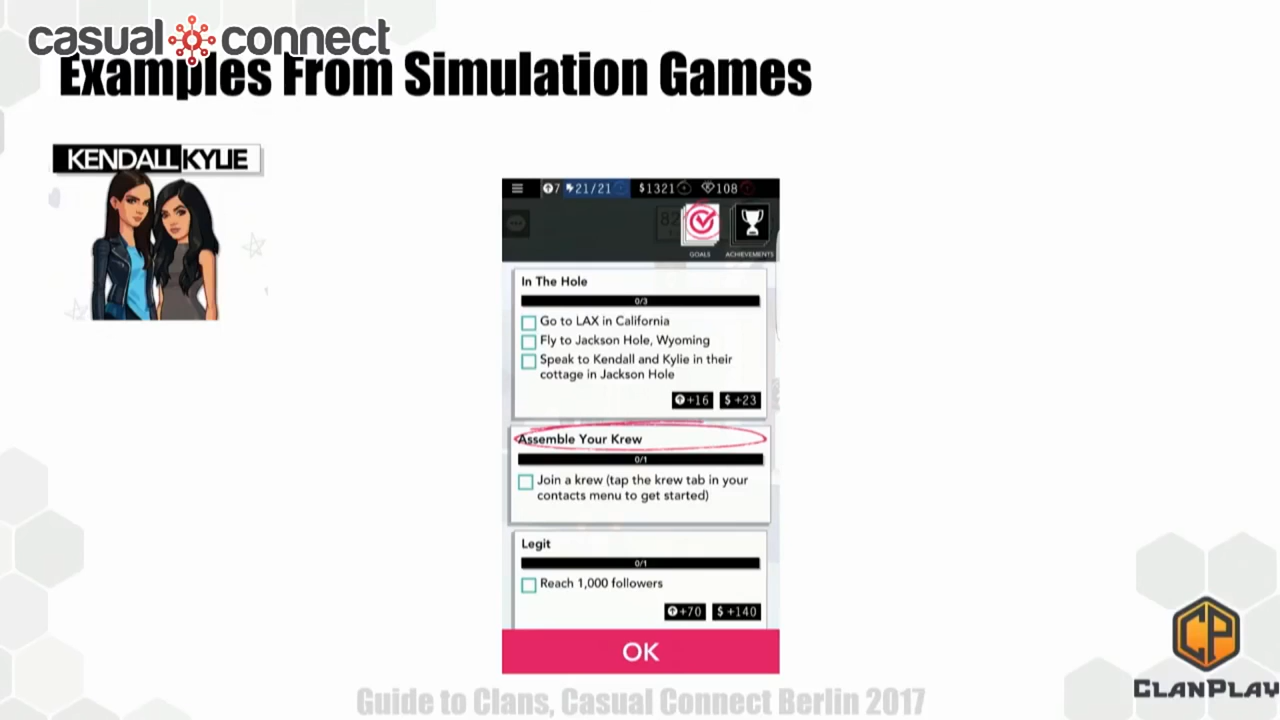 casual connect
Examples From Simulation Games
KENDALL KYLIE
7 21/21 $1321 108
82
GOALS ACHIEVEMENTS
In The Hole
0/3
Go to LAX in California
Fly to Jackson Hole, Wyoming
Speak to Kendall and Kylie in their
cottage in Jackson Hole
+16 $ +23
Assemble Your Krew
0/1
Join a krew (tap the krew tab in your
contacts menu to get started)
Legit
0/1
Reach 1,000 followers
+70 $ +140
OK
CP
CLANPLAY
Guide to Clans, Casual Connect Berlin 2017